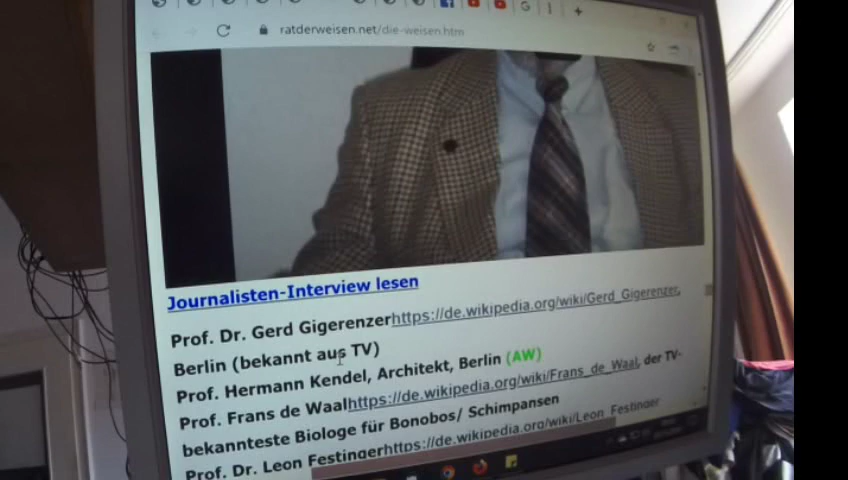 ratderweisen.net/die-weisen.htm
Journalisten-Interview lesen
Prof. Dr. Gerd Gigerenzerhttps://de.wikipedia.org/wiki/Gerd_Gigerenzer,
Berlin (bekannt aus TV)
Prof. Hermann Kendel, Architekt, Berlin (AW)
Prof. Frans de Waalhttps://de.wikipedia.org/wiki/Frans_de_Waal, der TV-
bekannteste Biologe für Bonobos/ Schimpansen
Prof. Dr. Leon Festingerhttps://de.wikipedia.org/wiki/Leon_Festinger